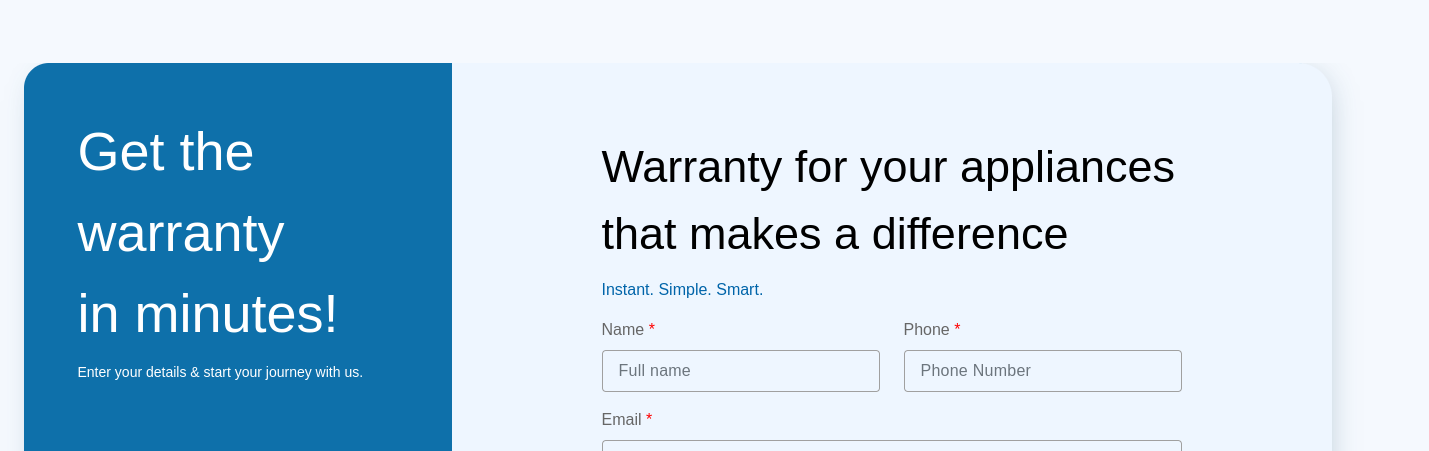 Get the
warranty
in minutes!
Enter your details & start your journey with us.
Warranty for your appliances
that makes a difference
Instant. Simple. Smart.
Name *
Phone *
Full name
Phone Number
Email *